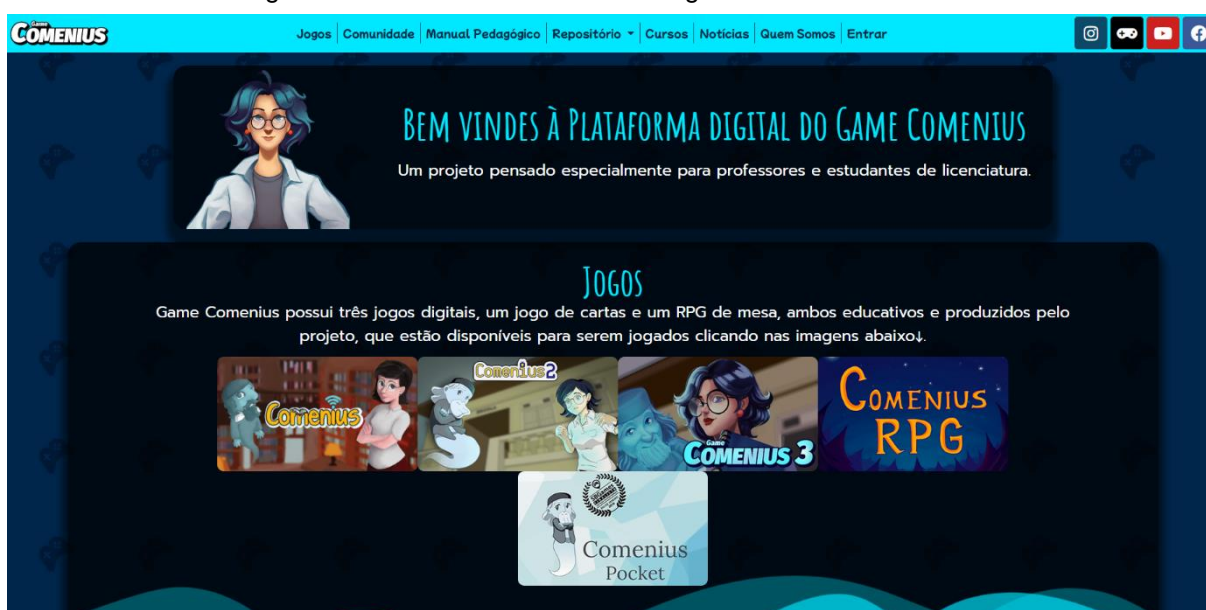 Game
COMENIUS
Jogos
Comunidade
Manual Pedagógico
Repositório
Cursos
Notícias
Quem Somos
Entrar
Bem vindes à Plataforma digital do Game Comenius
Um projeto pensado especialmente para professores e estudantes de licenciatura.
Jogos
Game Comenius possui três jogos digitais, um jogo de cartas e um RPG de mesa, ambos educativos e produzidos pelo
projeto, que estão disponíveis para serem jogados clicando nas imagens abaixo↓.
Comenius
Comenius2
Game
COMENIUS 3
COMENIUS
RPG
Comenius
Pocket